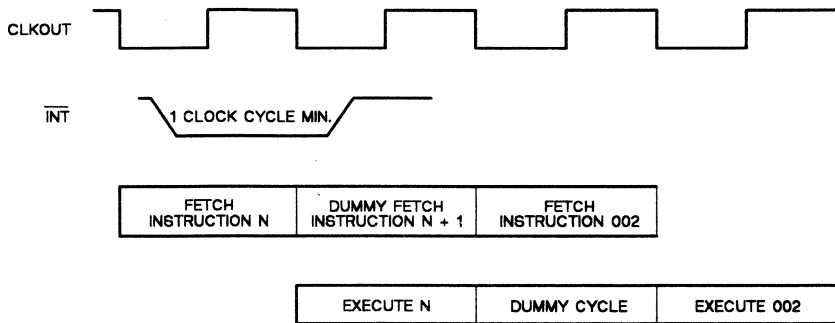 CLKOUT
INT
1 CLOCK CYCLE MIN.
FETCH
INSTRUCTION N
DUMMY FETCH
INSTRUCTION N + 1
FETCH
INSTRUCTION 002
EXECUTE N
DUMMY CYCLE
EXECUTE 002